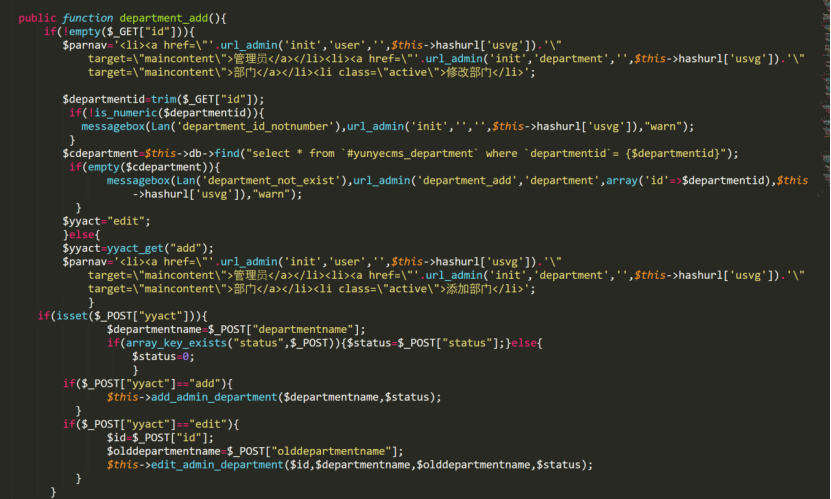 public function department_add(){
if(!empty($_GET["id"])){
$parnav='<li><a href=\"'.url_admin('init','user','',$this->hashurl['usvg']).'\"
target=\"maincontent\">管理员</a></li><li><a href=\"'.url_admin('init','department','',$this->hashurl['usvg']).'\"
target=\"maincontent\">部门</a></li><li class=\"active\">修改部门</li>';
$departmentid=trim($_GET["id"]);
if(!is_numeric($departmentid)){
messagebox(Lan('department_id_notnumber'),url_admin('init','','',$this->hashurl['usvg']),"warn");
}
$cdepartment=$this->db->find("select * from `#yunyecms_department` where `departmentid`= {$departmentid}");
if(empty($cdepartment)){
messagebox(Lan('department_not_exist'),url_admin('department_add','department',array('id'=>$departmentid),$this
->hashurl['usvg']),"warn");
}
$yyact="edit";
}else{
$yyact=yyact_get("add");
$parnav='<li><a href=\"'.url_admin('init','user','',$this->hashurl['usvg']).'\"
target=\"maincontent\">管理员</a></li><li><a href=\"'.url_admin('init','department','',$this->hashurl['usvg']).'\"
target=\"maincontent\">部门</a></li><li class=\"active\">添加部门</li>';
}
if(isset($_POST["yyact"])){
$departmentname=$_POST["departmentname"];
if(array_key_exists("status",$_POST)){$status=$_POST["status"];}else{
$status=0;
}
if($_POST["yyact"]=="add"){
$this->add_admin_department($departmentname,$status);
}
if($_POST["yyact"]=="edit"){
$id=$_POST["id"];
$olddepartmentname=$_POST["olddepartmentname"];
$this->edit_admin_department($id,$departmentname,$olddepartmentname,$status);
}
}